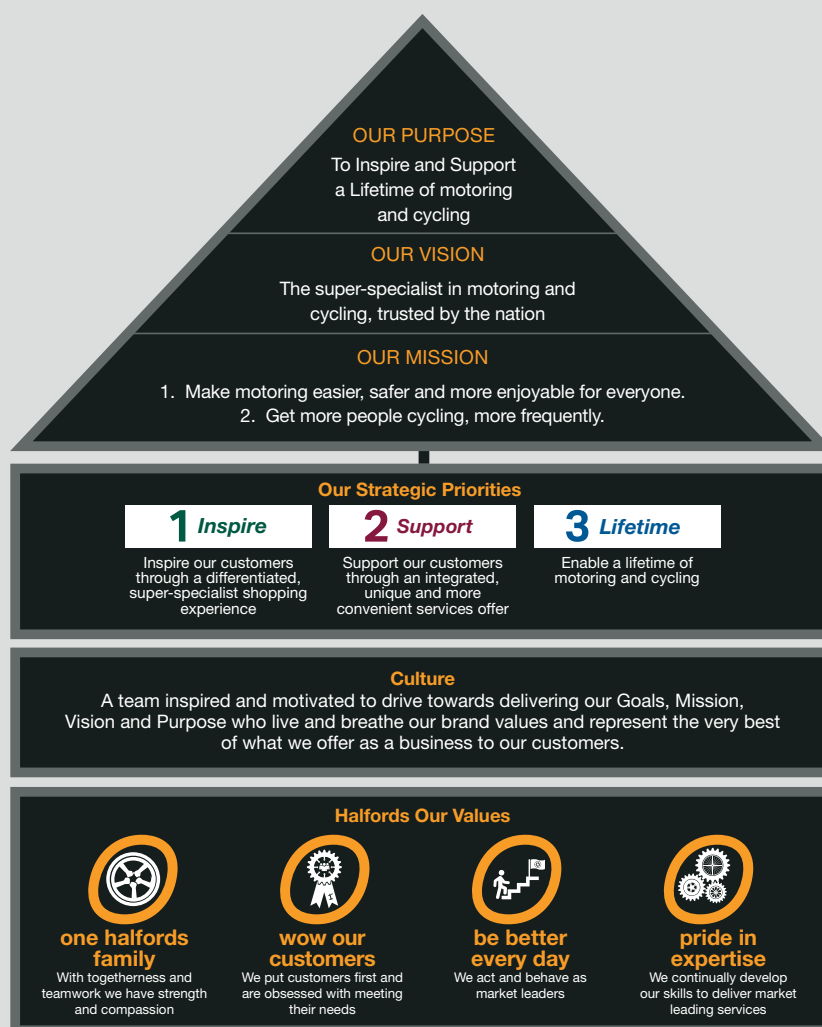 OUR PURPOSE
To Inspire and Support
a Lifetime of motoring
and cycling
OUR VISION
The super-specialist in motoring and
cycling, trusted by the nation
OUR MISSION
1. Make motoring easier, safer and more enjoyable for everyone.
2. Get more people cycling, more frequently.
Our Strategic Priorities
1 Inspire
Inspire our customers
through a differentiated,
super-specialist shopping
experience
2 Support
Support our customers
through an integrated,
unique and more
convenient services offer
3 Lifetime
Enable a lifetime of
motoring and cycling
Culture
A team inspired and motivated to drive towards delivering our Goals, Mission,
Vision and Purpose who live and breathe our brand values and represent the very best
of what we offer as a business to our customers.
Halfords Our Values
one halfords
family
With togetherness and
teamwork we have strength
and compassion
wow our
customers
We put customers first and
are obsessed with meeting
their needs
be better
every day
We act and behave as
market leaders
pride in
expertise
We continually develop
our skills to deliver market
leading services